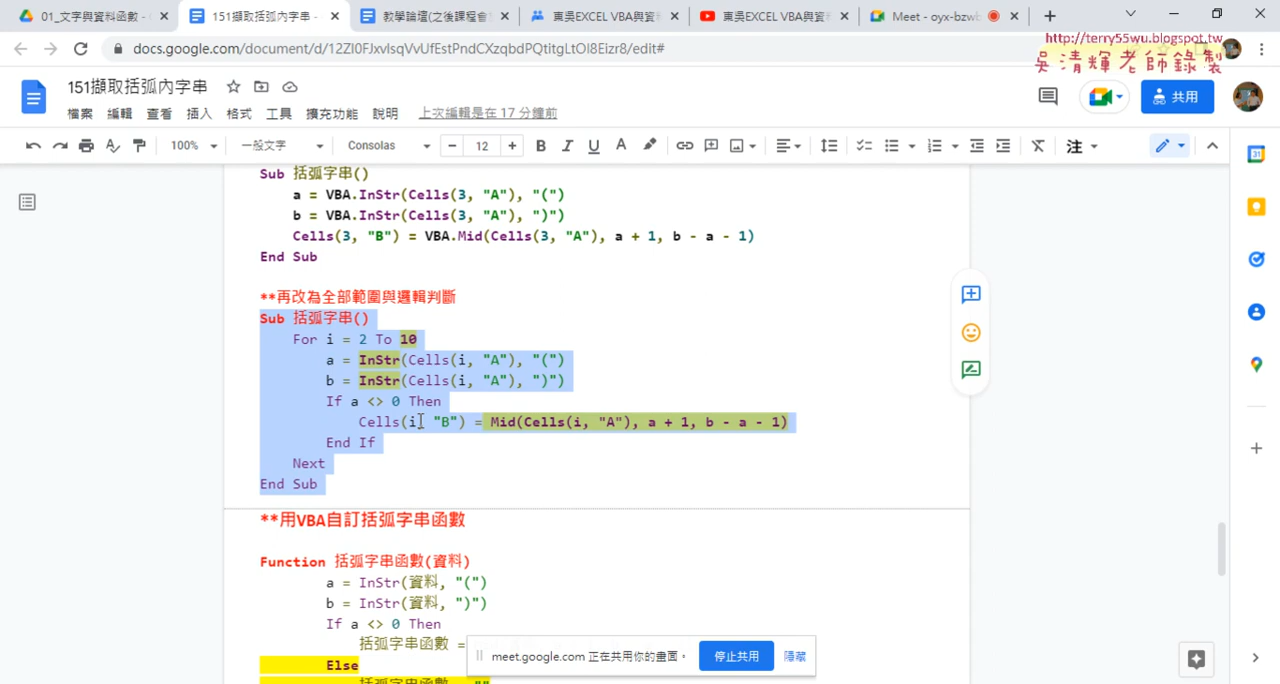 01_文字與資料函數 -
151擷取括弧內字串 -
教學論壇(之後課程會
東吳EXCEL VBA與資
東吳EXCEL VBA與資
Meet - oyx-bzwb
docs.google.com/document/d/12ZI0FJxvlsqVvUfEstPndCXzqbdPQtitgLtOl8Eizr8/edit#
http://terry55wu.blogspot.tw
吳清輝老師錄製
151擷取括弧內字串
檔案 編輯 查看 插入 格式 工具 擴充功能 說明 上次編輯是在 17 分鐘前
共用
100% 一般文字 Consolas 12 B I U A 注
Sub 括弧字串()
a = VBA.InStr(Cells(3, "A"), "(")
b = VBA.InStr(Cells(3, "A"), ")")
Cells(3, "B") = VBA.Mid(Cells(3, "A"), a + 1, b - a - 1)
End Sub
**再改為全部範圍與邏輯判斷
Sub 括弧字串()
For i = 2 To 10
a = InStr(Cells(i, "A"), "(")
b = InStr(Cells(i, "A"), ")")
If a <> 0 Then
Cells(i, "B") = Mid(Cells(i, "A"), a + 1, b - a - 1)
End If
Next
End Sub
**用VBA自訂括弧字串函數
Function 括弧字串函數(資料)
a = InStr(資料, "(")
b = InStr(資料, ")")
If a <> 0 Then
括弧字串函數 =
Else
括弧字串函數 = ""
meet.google.com 正在共用你的畫面。 停止共用 隱藏